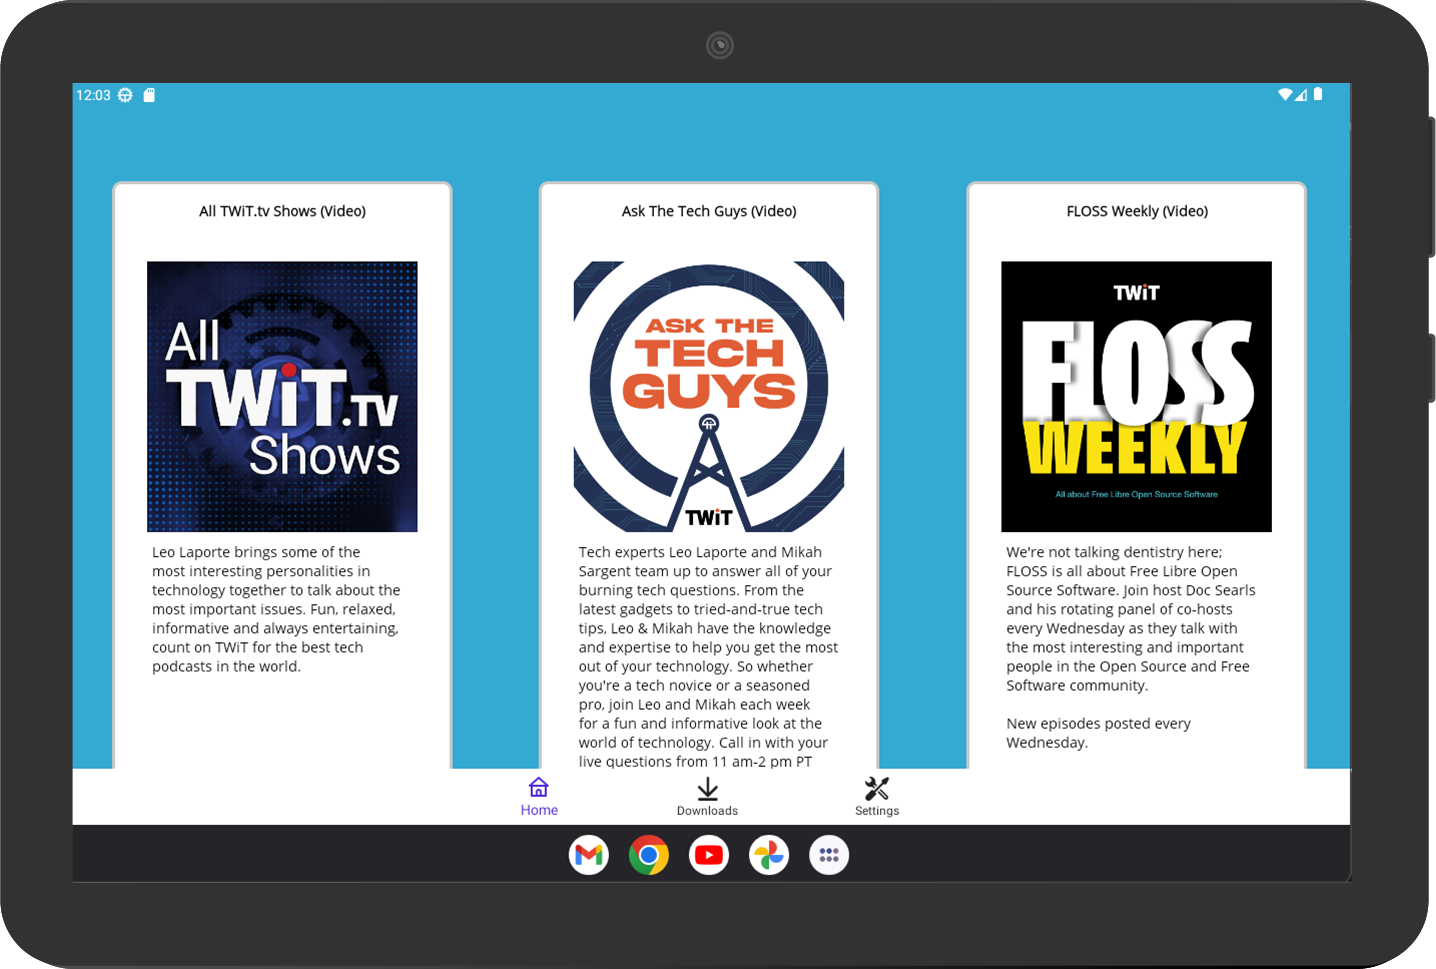 12:03
All TWiT.tv Shows (Video)
All
TWiT.TV
Shows
Leo Laporte brings some of the
most interesting personalities in
technology together to talk about the
most important issues. Fun, relaxed,
informative and always entertaining,
count on TWiT for the best tech
podcasts in the world.
Ask The Tech Guys (Video)
ASK THE
TECH
GUYS
TWiT
Tech experts Leo Laporte and Mikah
Sargent team up to answer all of your
burning tech questions. From the
latest gadgets to tried-and-true tech
tips, Leo & Mikah have the knowledge
and expertise to help you get the most
out of your technology. So whether
you're a tech novice or a seasoned
pro, join Leo and Mikah each week
for a fun and informative look at the
world of technology. Call in with your
live questions from 11 am-2 pm PT
FLOSS Weekly (Video)
TWiT
FLOSS
WEEKLY
All about Free Libre Open Source Software
We're not talking dentistry here;
FLOSS is all about Free Libre Open
Source Software. Join host Doc Searls
and his rotating panel of co-hosts
every Wednesday as they talk with
the most interesting and important
people in the Open Source and Free
Software community.
New episodes posted every
Wednesday.
Home
Downloads
Settings